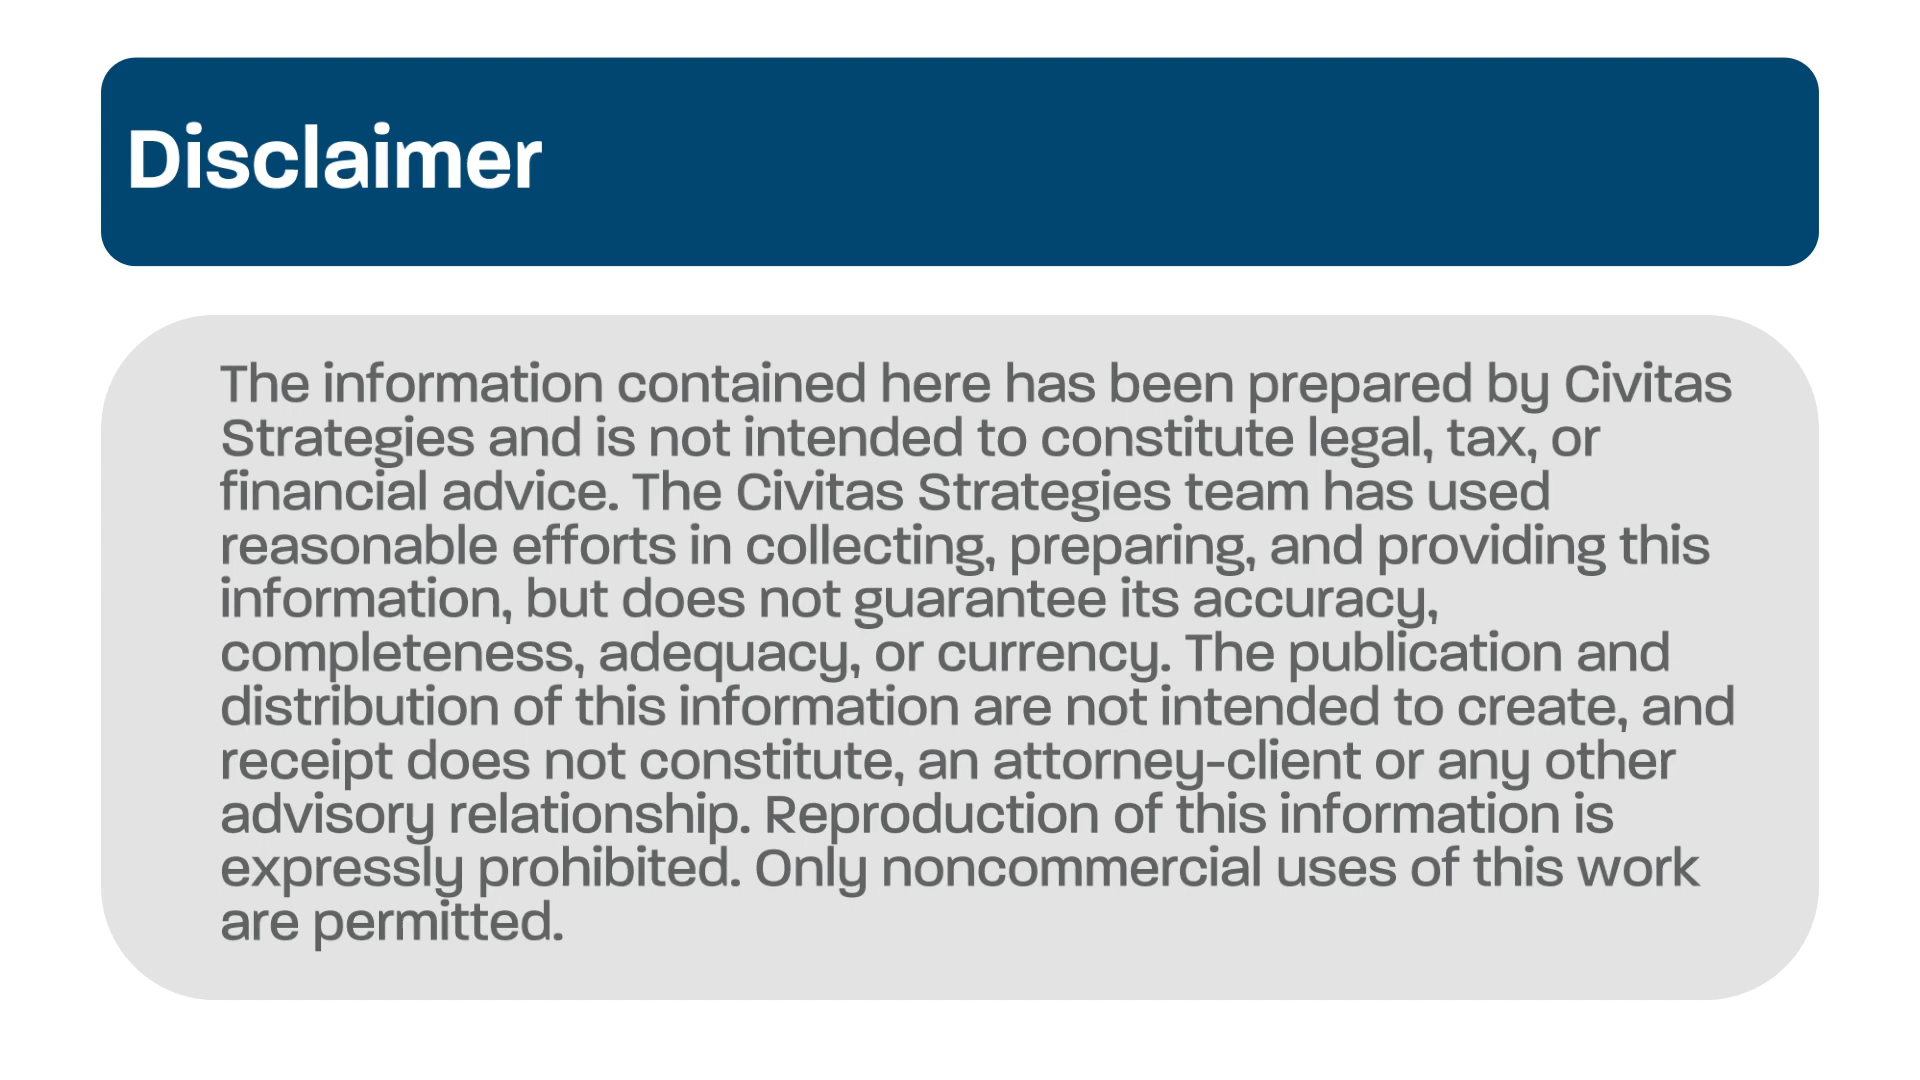 Disclaimer
The information contained here has been prepared by Civitas
Strategies and is not intended to constitute legal, tax, or
financial advice. The Civitas Strategies team has used
reasonable efforts in collecting, preparing, and providing this
information, but does not guarantee its accuracy,
completeness, adequacy, or currency. The publication and
distribution of this information are not intended to create, and
receipt does not constitute, an attorney-client or any other
advisory relationship. Reproduction of this information is
expressly prohibited. Only noncommercial uses of this work
are permitted.